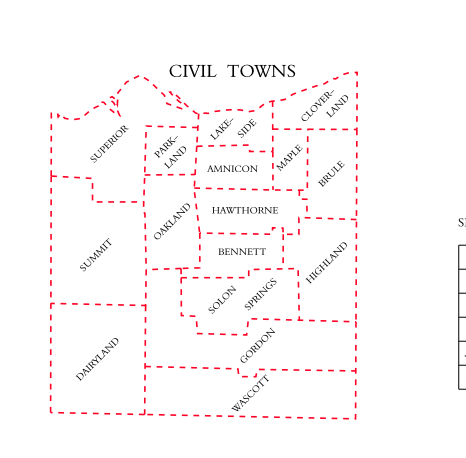 CIVIL TOWNS
CLOVER–
LAND
LAKE–
SIDE
SUPERIOR
PARK–
LAND
MAPLE
BRULE
AMNICON
HAWTHORNE
OAKLAND
SUMMIT
BENNETT
HIGHLAND
SOLON
SPRINGS
GORDON
DAIRYLAND
WASCOTT